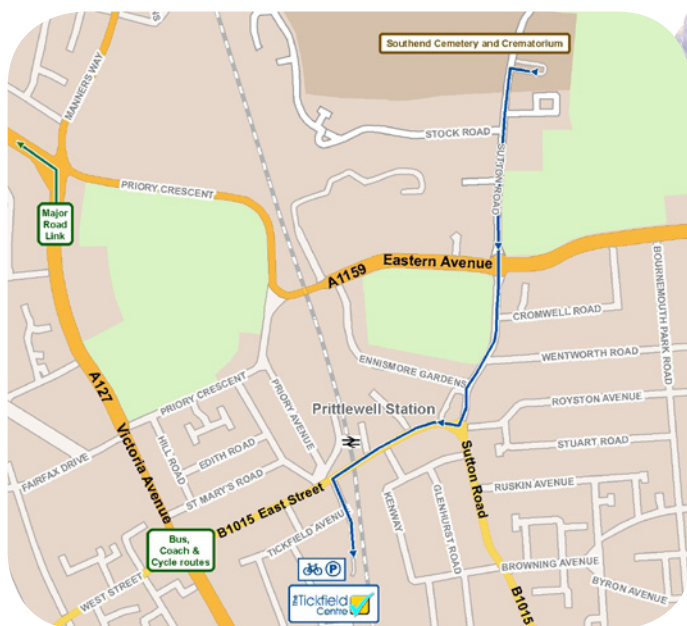 Southend Cemetery and Crematorium
MANNERS WAY
STOCK ROAD
SUTTON ROAD
PRIORY CRESCENT
Major
Road
Link
Eastern Avenue
A1159
BOURNEMOUTH PARK ROAD
CROMWELL ROAD
WENTWORTH ROAD
ENNISMORE GARDENS
A127
PRIORY CRESCENT
PRIORY AVENUE
Prittlewell Station
ROYSTON AVENUE
HILL ROAD
EDITH ROAD
STUART ROAD
FAIRFAX DRIVE
Victoria Avenue
ST MARY'S ROAD
Sutton Road
RUSKIN AVENUE
B1015 East Street
KENWAY
GLENHURST ROAD
TICKFIELD AVENUE
Bus,
Coach &
Cycle routes
BROWNING AVENUE
WEST STREET
P
BYRON AVENUE
The Tickfield
Centre
B1015